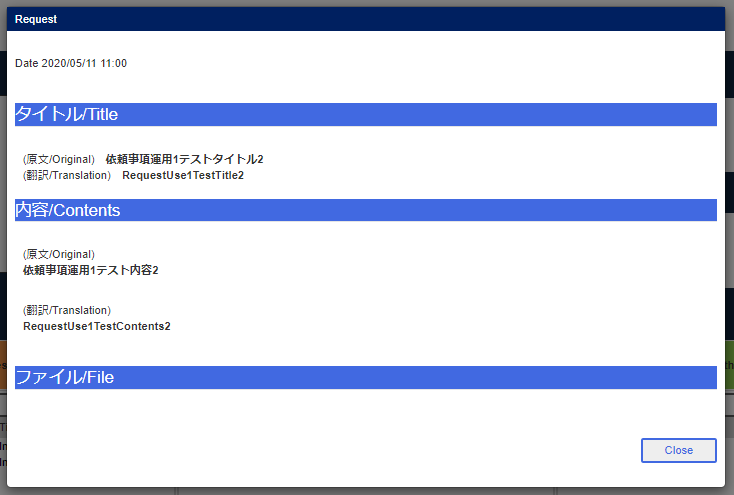 Request
Date 2020/05/11 11:00
タイトル/Title
(原文/Original) 依頼事項運用1テストタイトル2
(翻訳/Translation) RequestUse1TestTitle2
内容/Contents
(原文/Original)
依頼事項運用1テスト内容2
(翻訳/Translation)
RequestUse1TestContents2
ファイル/File
Close